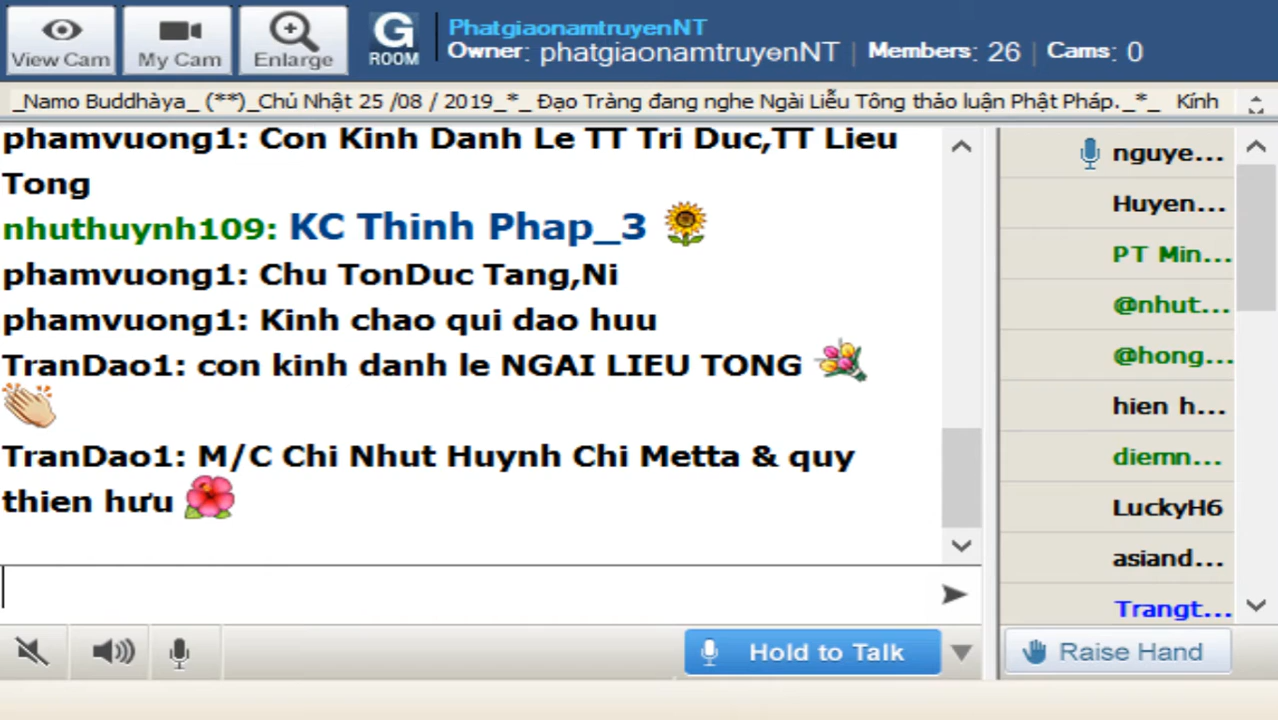 View Cam
My Cam
Enlarge
G
ROOM
PhatgiaonamtruyenNT
Owner: phatgiaonamtruyenNT | Members: 26 | Cams: 0
_Namo Buddhàya_ (**)_Chủ Nhật 25 /08 / 2019_*_ Đạo Tràng đang nghe Ngài Liễu Tông thảo luận Phật Pháp._*_ Kính
phamvuong1: Con Kinh Danh Le TT Tri Duc,TT Lieu
Tong
nhuthuynh109: KC Thinh Phap_3
phamvuong1: Chu TonDuc Tang,Ni
phamvuong1: Kinh chao qui dao huu
TranDao1: con kinh danh le NGAI LIEU TONG
TranDao1: M/C Chi Nhut Huynh Chi Metta & quy
thien hưu
nguye...
Huyen...
PT Min...
@nhut...
@hong...
hien h...
diemn...
LuckyH6
asiand...
Trangt...
Hold to Talk
Raise Hand